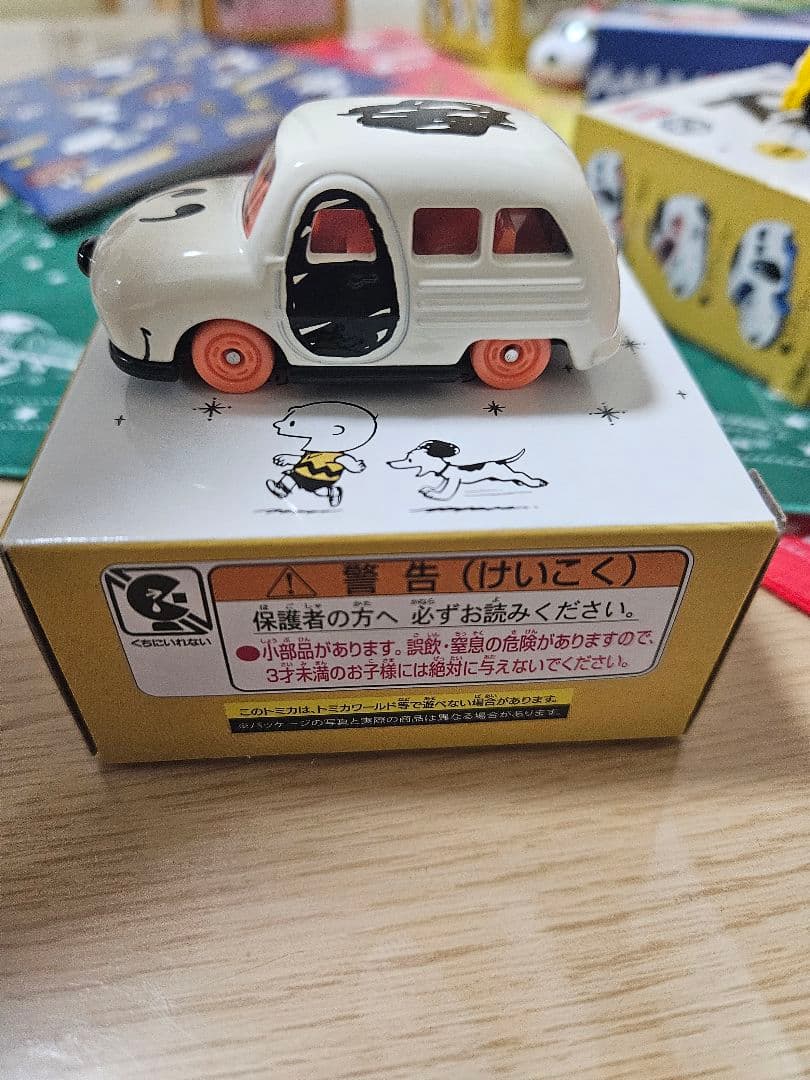 くちにいれない
警告（けいこく）
保護者の方へ 必ずお読みください。
●小部品があります。誤飲・窒息の危険がありますので、
3才未満のお子様には絶対に与えないでください。
このトミカは、トミカワールド等で遊べない場合があります。
※パッケージの写真と実際の商品は異なる場合があります。